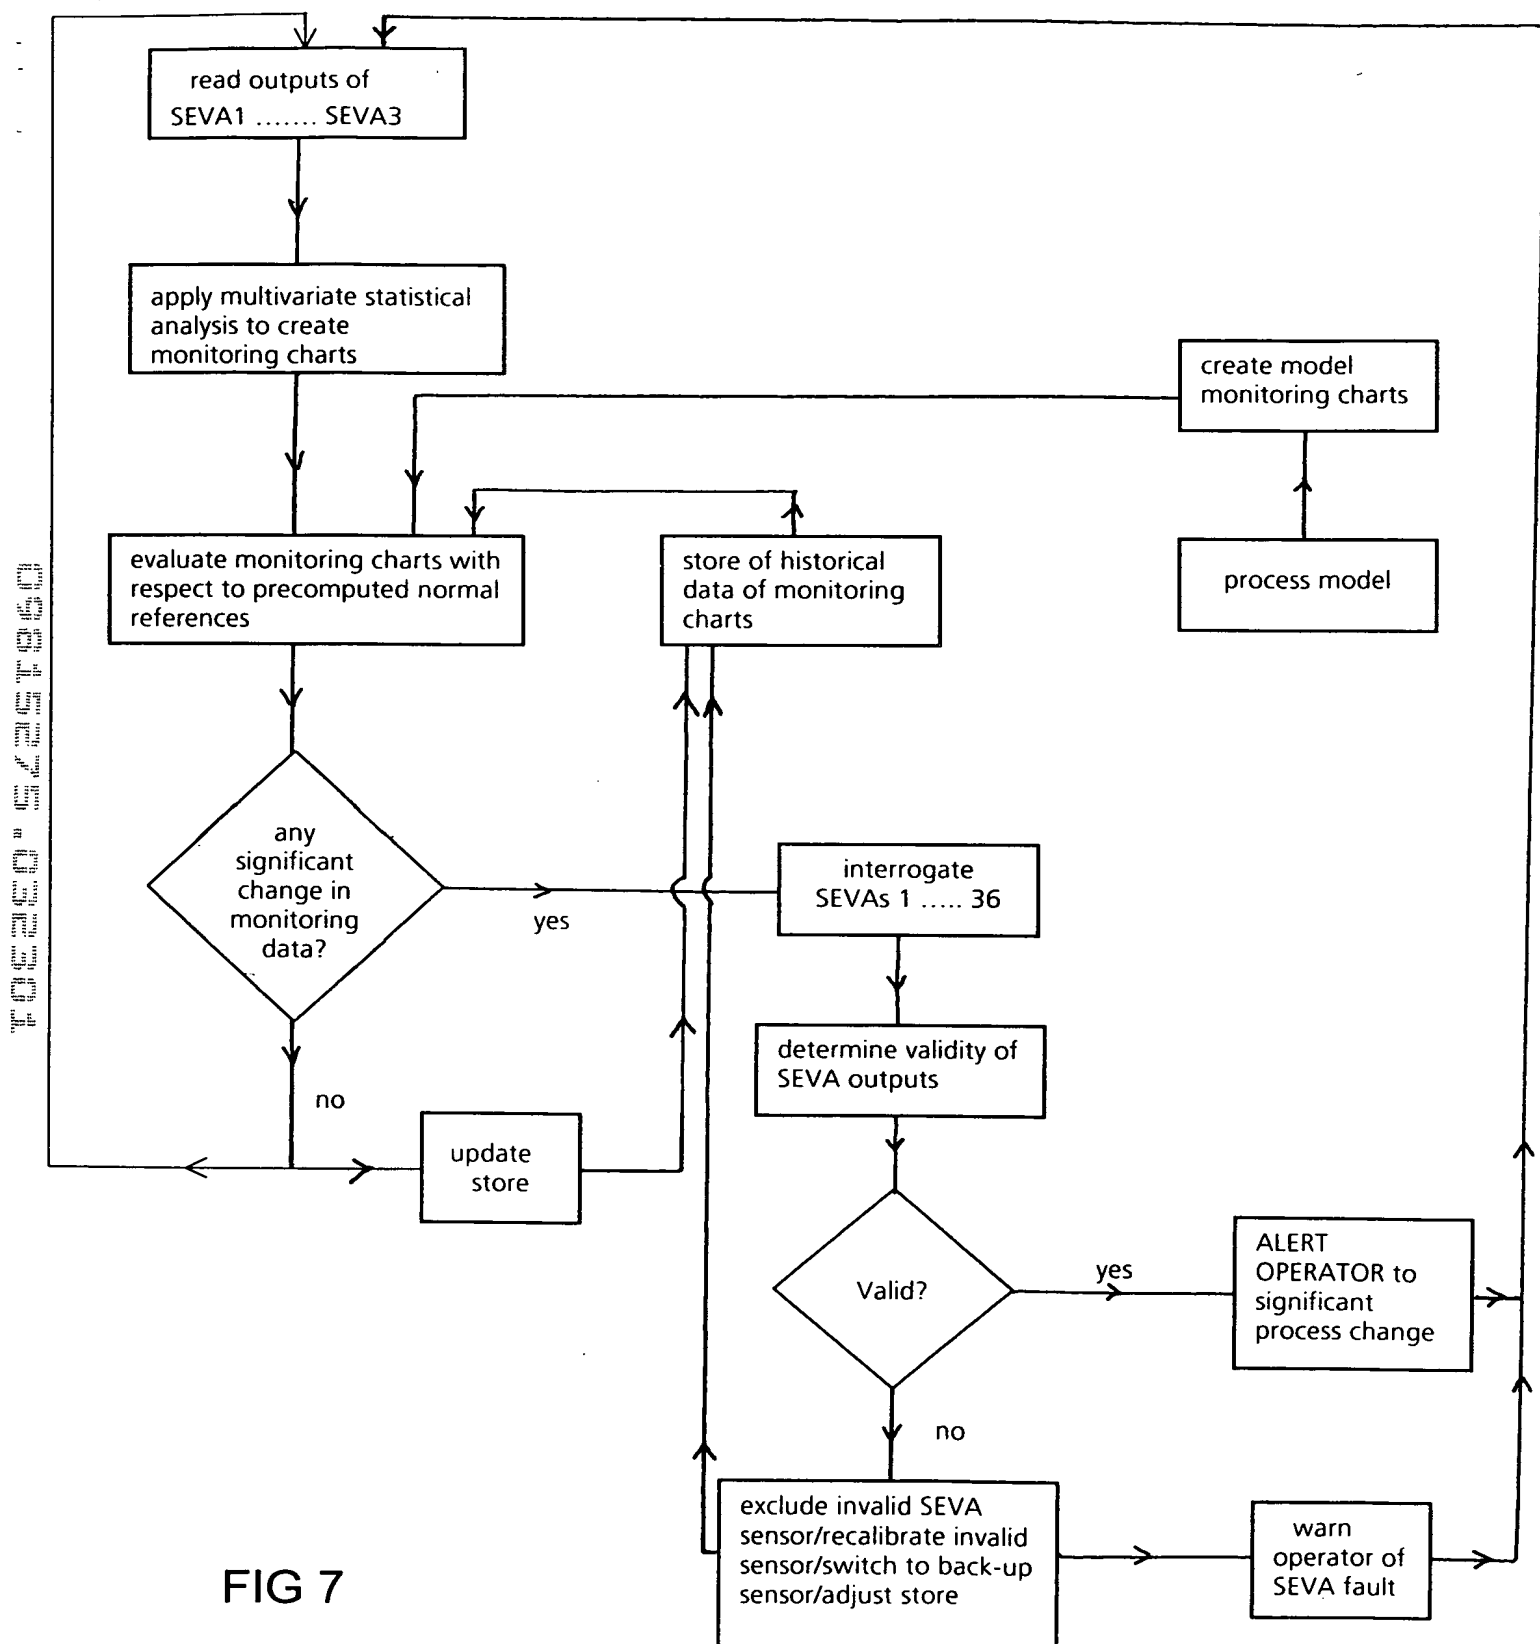 read outputs of
SEVA1 ....... SEVA3
apply multivariate statistical
analysis to create
monitoring charts
create model
monitoring charts
evaluate monitoring charts with
respect to precomputed normal
references
store of historical
data of monitoring
charts
process model
any
significant
change in
monitoring
data?
yes
interrogate
SEVAs 1 ..... 36
determine validity of
SEVA outputs
no
update
store
Valid?
yes
ALERT
OPERATOR to
significant
process change
no
exclude invalid SEVA
sensor/recalibrate invalid
sensor/switch to back-up
sensor/adjust store
warn
operator of
SEVA fault
FIG 7
09815275.032301